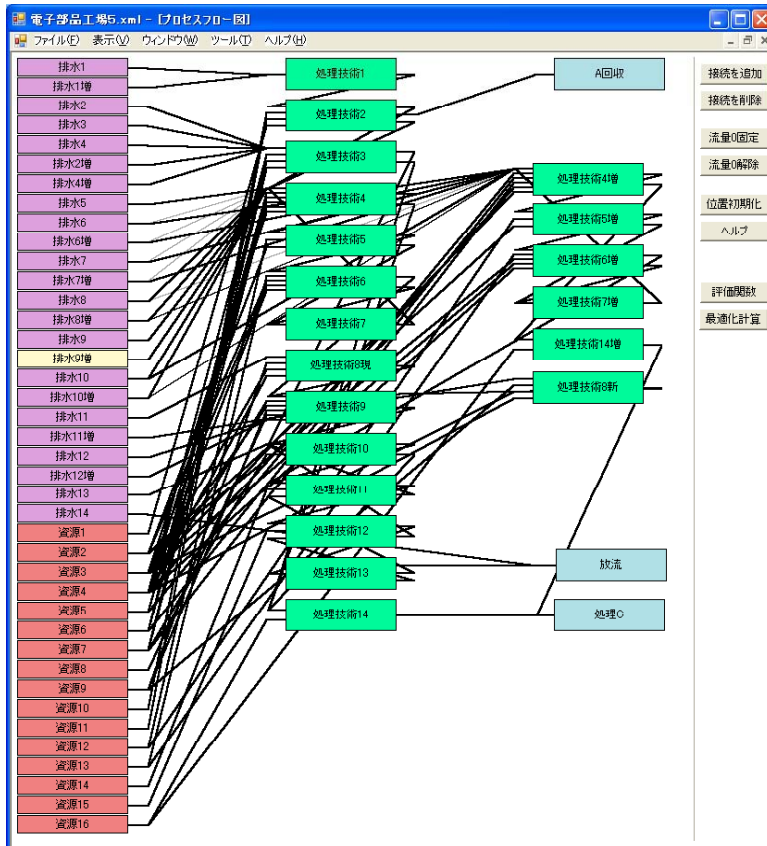 電子部品工場5.xml - [プロセスフロー図]
ファイル(F) 表示(V) ウィンドウ(W) ツール(T) ヘルプ(H)
排水1
排水1増
排水2
排水3
排水4
排水2増
排水4増
排水5
排水6
排水6増
排水7
排水7増
排水8
排水8増
排水9
排水9増
排水10
排水10増
排水11
排水11増
排水12
排水12増
排水13
排水14
資源1
資源2
資源3
資源4
資源5
資源6
資源7
資源8
資源9
資源10
資源11
資源12
資源13
資源14
資源15
資源16
処理技術1
処理技術2
処理技術3
処理技術4
処理技術5
処理技術6
処理技術7
処理技術8現
処理技術9
処理技術10
処理技術11
処理技術12
処理技術13
処理技術14
A回収
処理技術4増
処理技術5増
処理技術6増
処理技術7増
処理技術14増
処理技術8新
放流
処理C
接続を追加
接続を削除
流量0固定
流量0解除
位置初期化
ヘルプ
評価関数
最適化計算